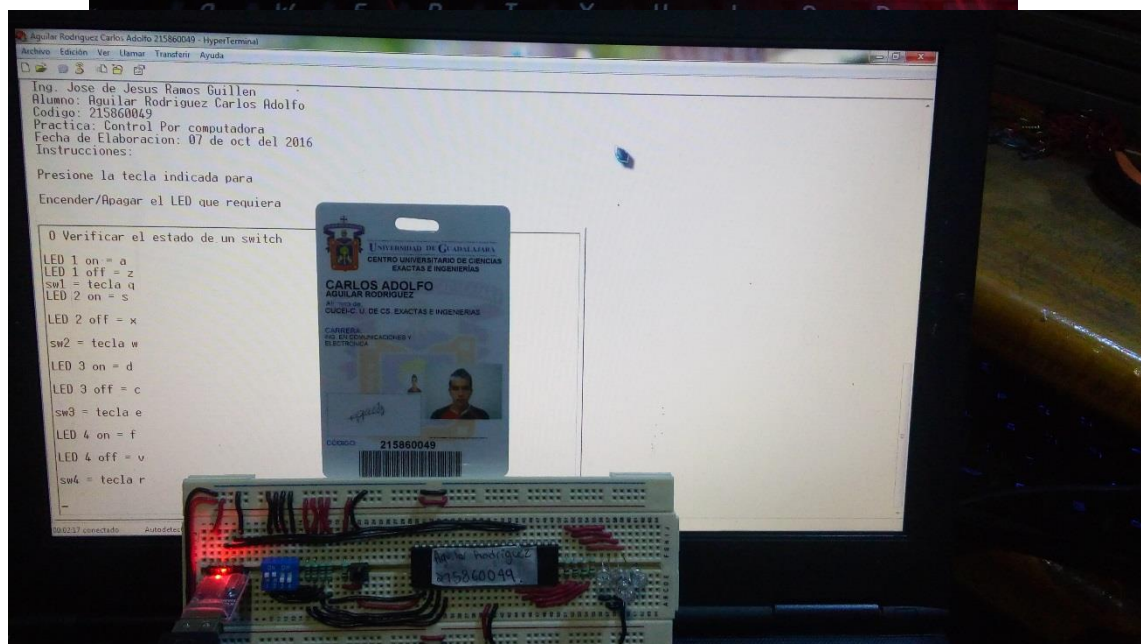 Aguilar Rodriguez Carlos Adolfo 215860049 - HyperTerminal
Archivo Edición Ver Llamar Transferir Ayuda
Ing. Jose de Jesus Ramos Guillen
Alumno: Aguilar Rodriguez Carlos Adolfo
Codigo: 215860049
Practica: Control Por computadora
Fecha de Elaboracion: 07 de oct del 2016
Instrucciones:
Presione la tecla indicada para
Encender/Apagar el LED que requiera
O Verificar el estado de un switch
LED 1 on = a
LED 1 off = z
sw1 = tecla q
LED 2 on = s
LED 2 off = x
sw2 = tecla w
LED 3 on = d
LED 3 off = c
sw3 = tecla e
LED 4 on = f
LED 4 off = v
sw4 = tecla r
00:02:17 conectado Autodetec
UNIVERSIDAD DE GUADALAJARA
CENTRO UNIVERSITARIO DE CIENCIAS
EXACTAS E INGENIERÍAS
CARLOS ADOLFO
AGUILAR RODRIGUEZ
CUCEI-C. U. DE CS. EXACTAS E INGENIERIAS
CARRERA:
ING. EN COMUNICACIONES Y
ELECTRÓNICA
CODIGO: 215860049
Aguilar Rodriguez
215860049